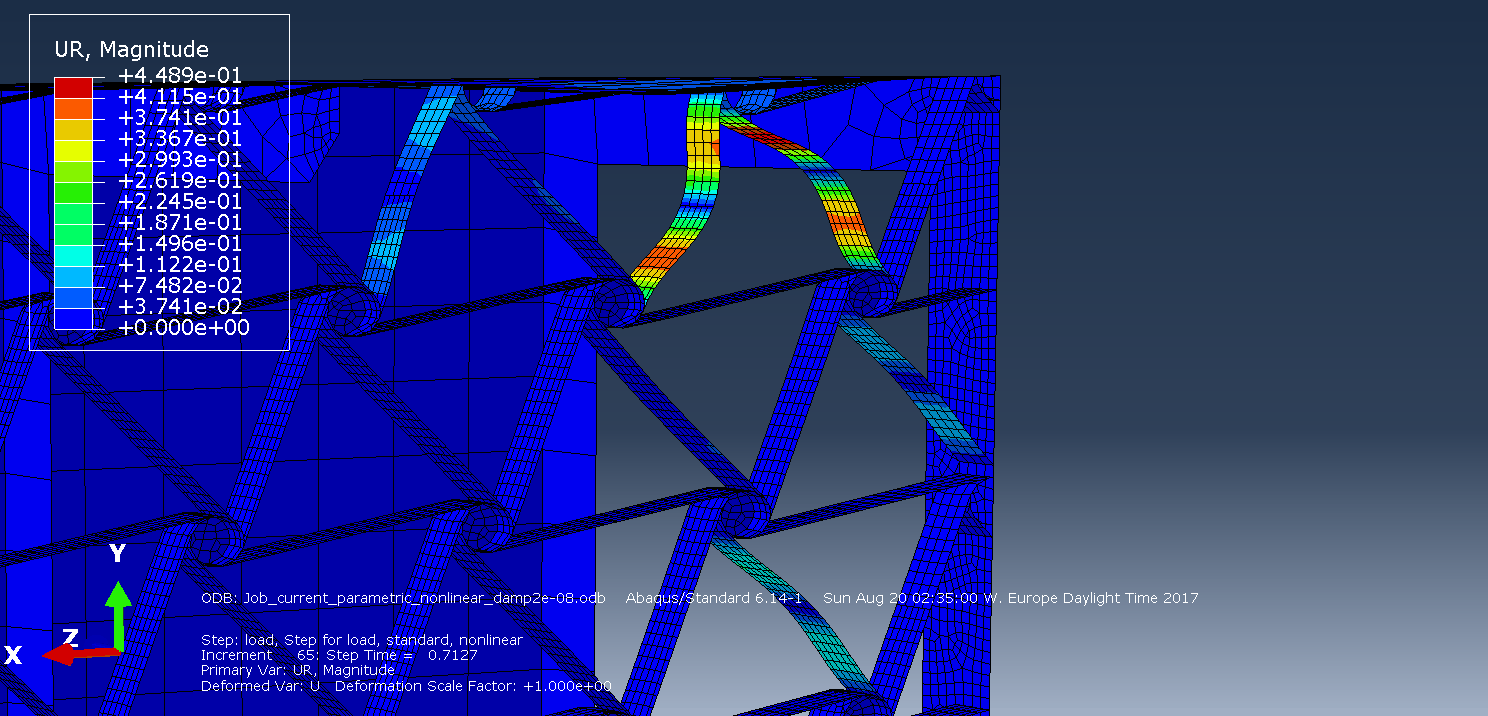 UR, Magnitude
+4.489e-01
+4.115e-01
+3.741e-01
+3.367e-01
+2.993e-01
+2.619e-01
+2.245e-01
+1.871e-01
+1.496e-01
+1.122e-01
+7.482e-02
+3.741e-02
+0.000e+00
Y
Z
X
ODB: Job_current_parametric_nonlinear_damp2e-08.odb Abaqus/Standard 6.14-1 Sun Aug 20 02:35:00 W. Europe Daylight Time 2017
Step: load, Step for load, standard, nonlinear
Increment 65: Step Time = 0.7127
Primary Var: UR, Magnitude
Deformed Var: U Deformation Scale Factor: +1.000e+00